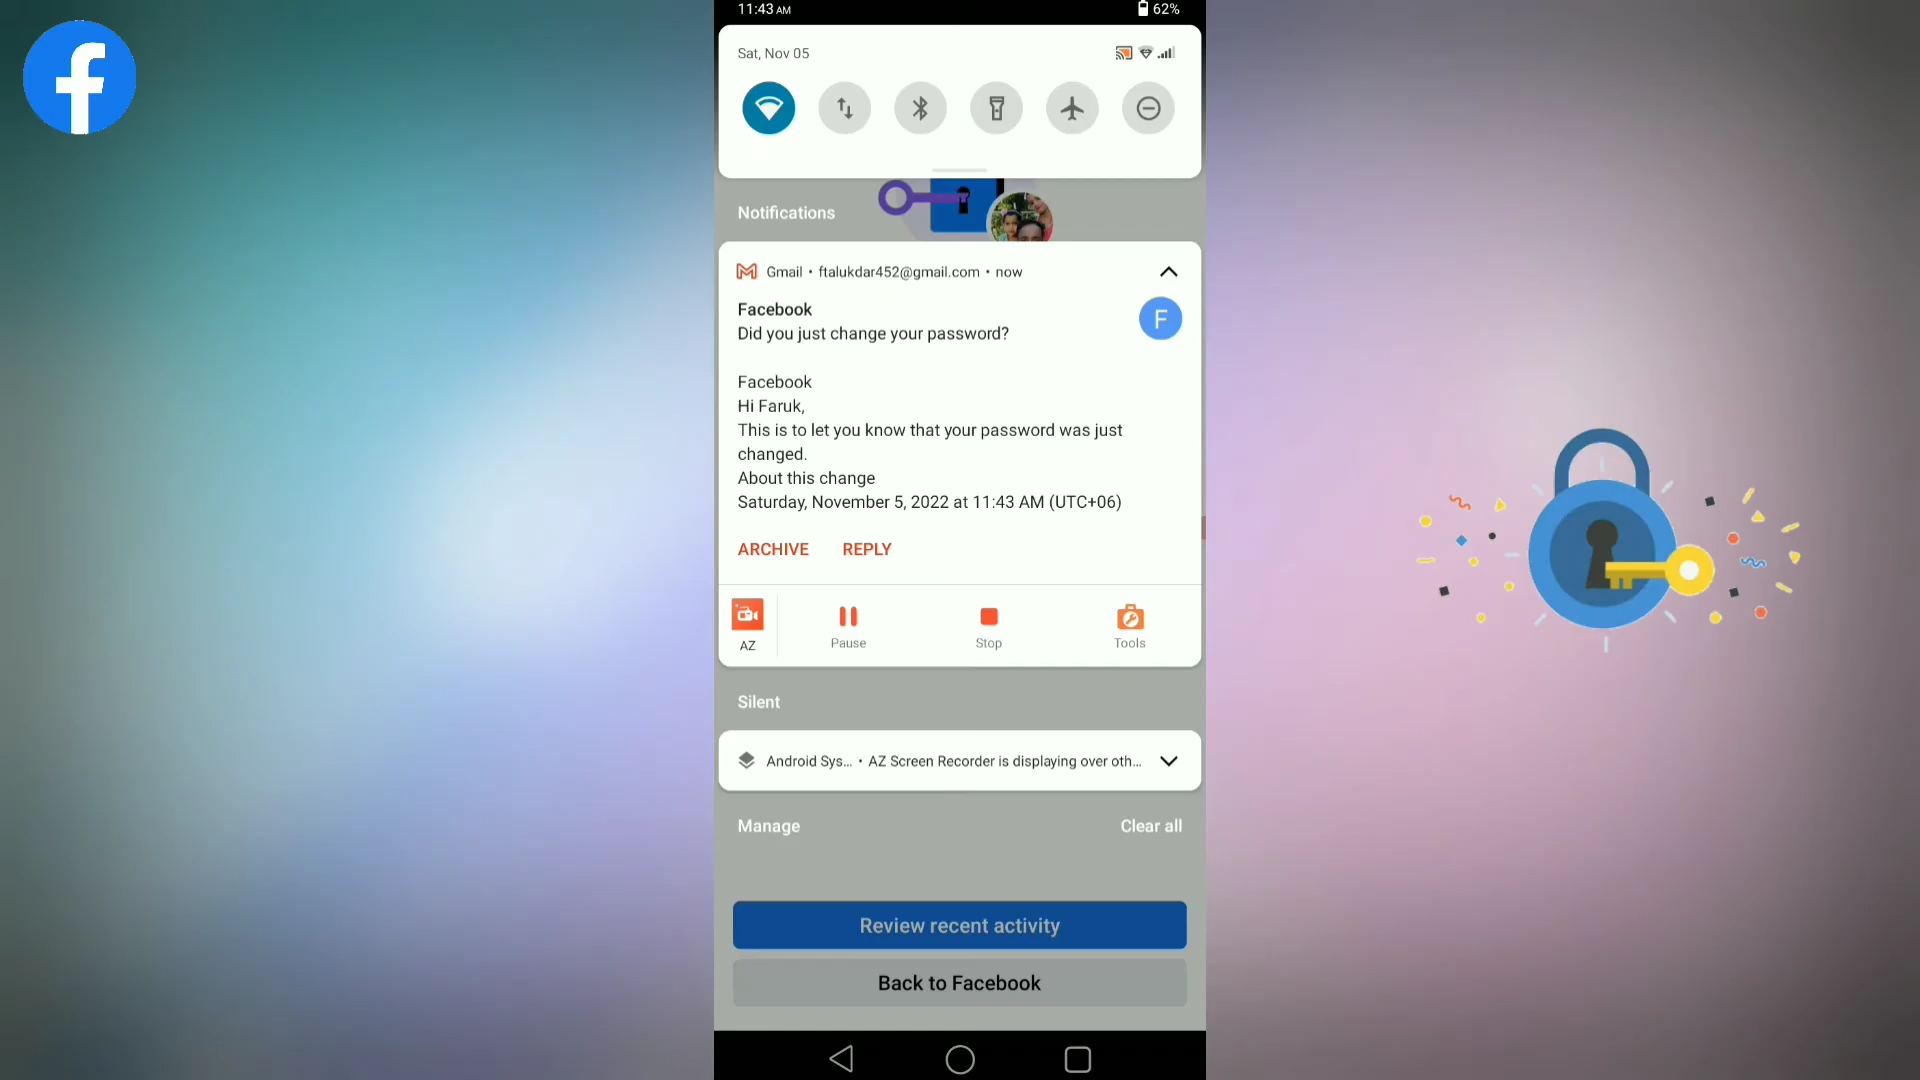 11:43 AM
62%
Sat, Nov 05
Notifications
Gmail • ftalukdar452@gmail.com • now
Facebook
F
Did you just change your password?
Facebook
Hi Faruk,
This is to let you know that your password was just
changed.
About this change
Saturday, November 5, 2022 at 11:43 AM (UTC+06)
ARCHIVE REPLY
AZ
Pause
Stop
Tools
Silent
Android Sys... • AZ Screen Recorder is displaying over oth...
Manage
Clear all
Review recent activity
Back to Facebook